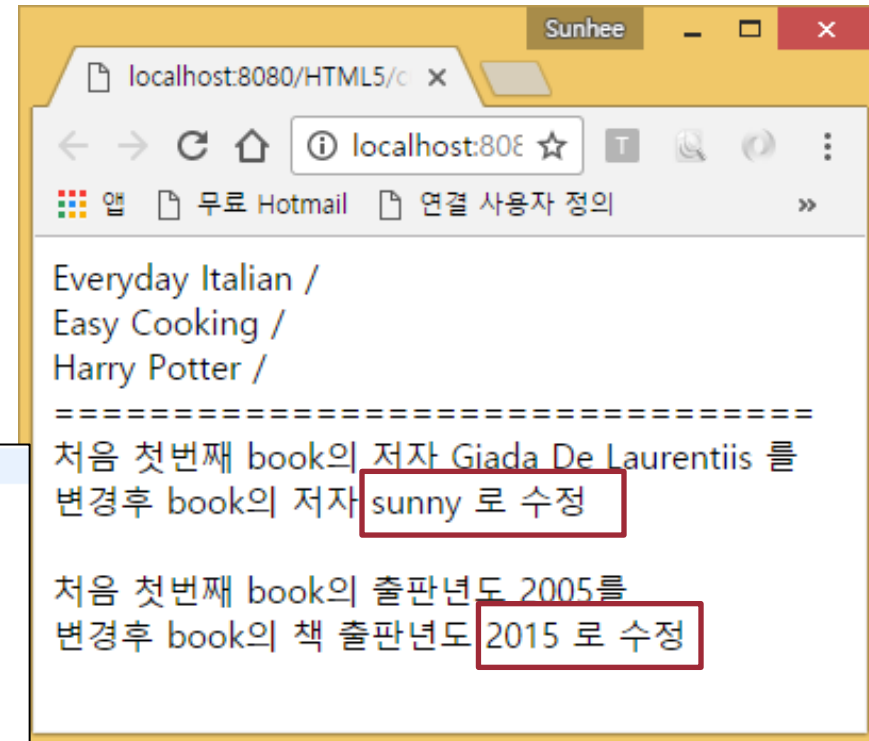 Sunhee
localhost:8080/HTML5/c
localhost:808
T
앱 무료 Hotmail 연결 사용자 정의 »
Everyday Italian /
Easy Cooking /
Harry Potter /
================================
처음 첫번째 book의 저자 Giada De Laurentiis 를
변경후 book의 저자 sunny 로 수정
처음 첫번째 book의 출판년도 2005를
변경후 book의 책 출판년도 2015 로 수정